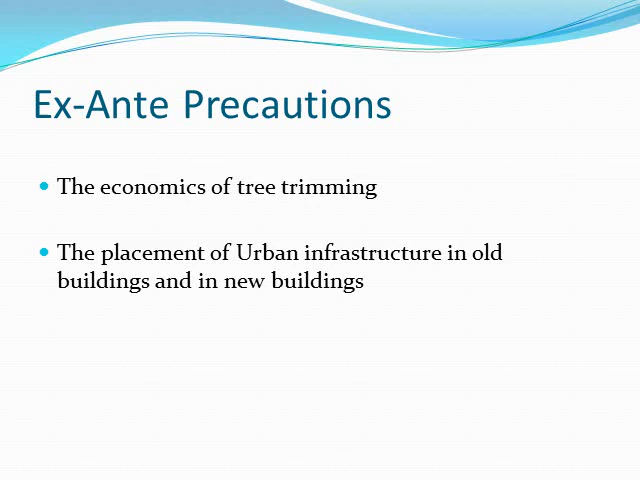 Ex-Ante Precautions
The economics of tree trimming
The placement of Urban infrastructure in old
buildings and in new buildings